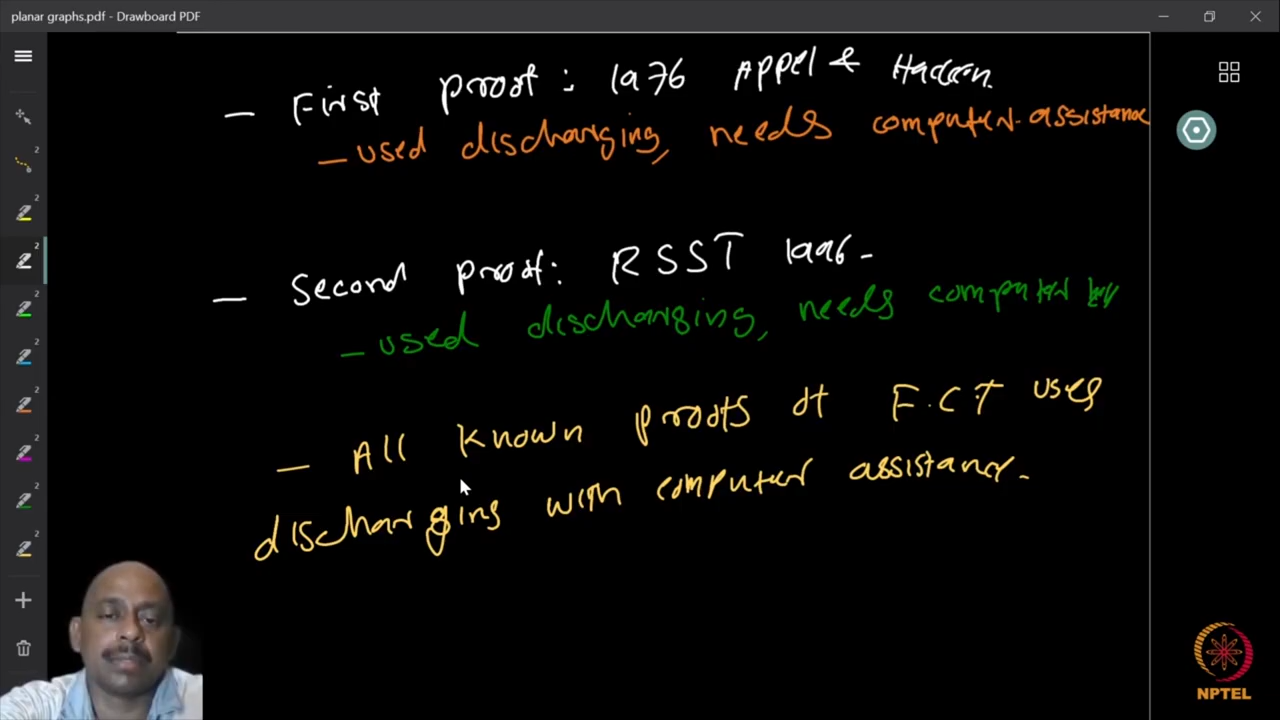 planar graphs.pdf - Drawboard PDF
- First proof: 1976 Appel & Haken.
- used discharging, needs computer-assistance
- Second proof: RSST 1996-
- used discharging, needs computer
- All known proofs of F.C.T uses
discharging with computer assistance.
NPTEL